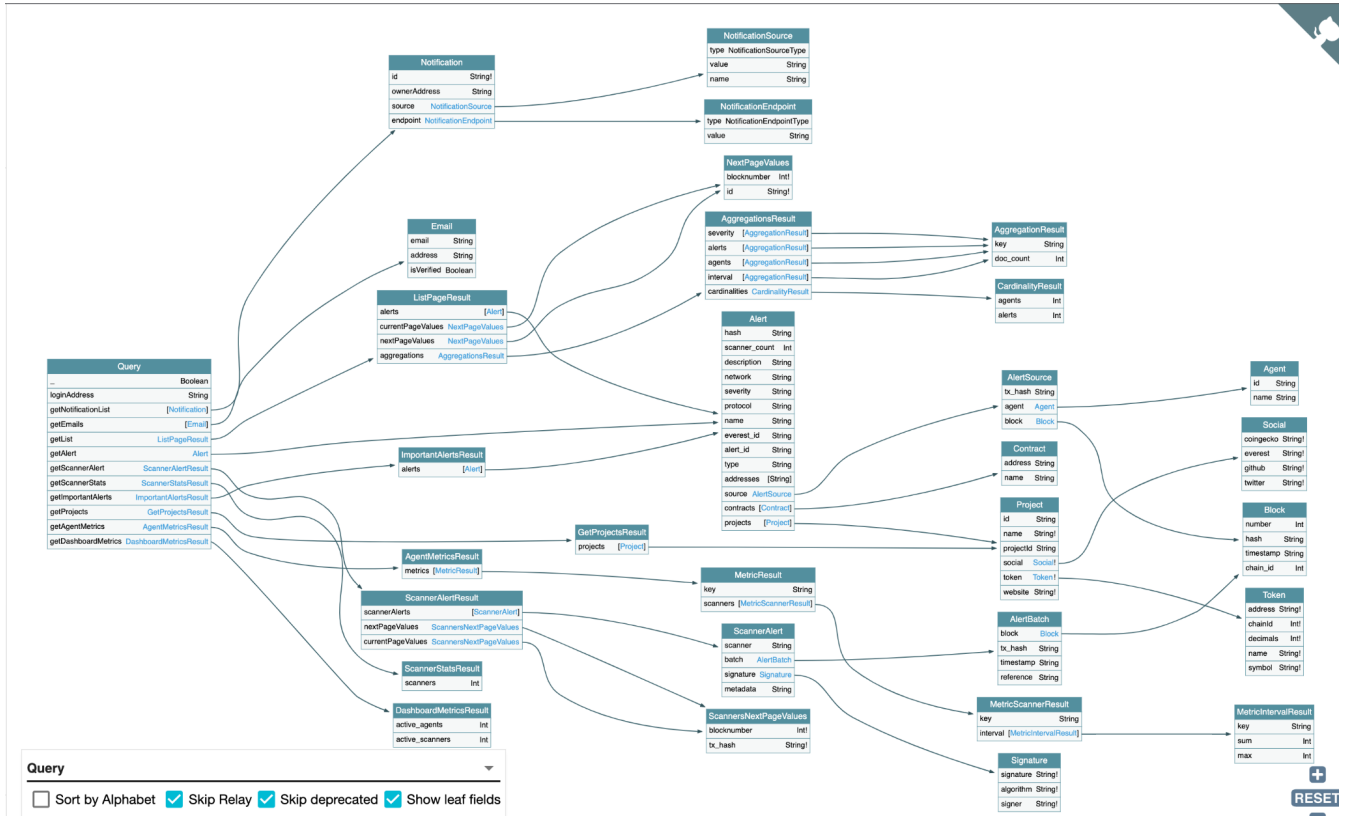 NotificationSource
type NotificationSourceType
value String
name String
Notification
id String!
ownerAddress String
source NotificationSource
endpoint NotificationEndpoint
NotificationEndpoint
type NotificationEndpointType
value String
NextPageValues
blocknumber Int!
id String!
Email
email String
address String
isVerified Boolean
AggregationsResult
severity [AggregationResult]
alerts [AggregationResult]
agents [AggregationResult]
interval [AggregationResult]
cardinalities CardinalityResult
AggregationResult
key String
doc_count Int
CardinalityResult
agents Int
alerts Int
ListPageResult
alerts [Alert]
currentPageValues NextPageValues
nextPageValues NextPageValues
aggregations AggregationsResult
Alert
hash String
scanner_count Int
description String
network String
severity String
protocol String
name String
everest_id String
alert_id String
type String
addresses [String]
source AlertSource
contracts [Contract]
projects [Project]
Query
_ Boolean
loginAddress String
getNotificationList [Notification]
getEmails [Email]
getList ListPageResult
getAlert Alert
getScannerAlert ScannerAlertResult
getScannerStats ScannerStatsResult
getImportantAlerts ImportantAlertsResult
getProjects GetProjectsResult
getAgentMetrics AgentMetricsResult
getDashboardMetrics DashboardMetricsResult
AlertSource
tx_hash String
agent Agent
block Block
Agent
id String
name String
Social
coingecko String!
everest String!
github String!
twitter String!
ImportantAlertsResult
alerts [Alert]
Contract
address String
name String
Project
id String
name String!
projectId String
social Social!
token Token!
website String!
Block
number Int
hash String
timestamp String
chain_id Int
GetProjectsResult
projects [Project]
AgentMetricsResult
metrics [MetricResult]
MetricResult
key String
scanners [MetricScannerResult]
ScannerAlertResult
scannerAlerts [ScannerAlert]
nextPageValues ScannersNextPageValues
currentPageValues ScannersNextPageValues
Token
address String!
chainId Int!
decimals Int!
name String!
symbol String!
AlertBatch
block Block
tx_hash String
timestamp String
reference String
ScannerAlert
scanner String
batch AlertBatch
signature Signature
metadata String
ScannerStatsResult
scanners Int
DashboardMetricsResult
active_agents Int
active_scanners Int
ScannersNextPageValues
blocknumber Int!
tx_hash String!
MetricScannerResult
key String
interval [MetricIntervalResult]
MetricIntervalResult
key String
sum Int
max Int
Signature
signature String!
algorithm String!
signer String!
Query
Sort by Alphabet Skip Relay Skip deprecated Show leaf fields
RESET